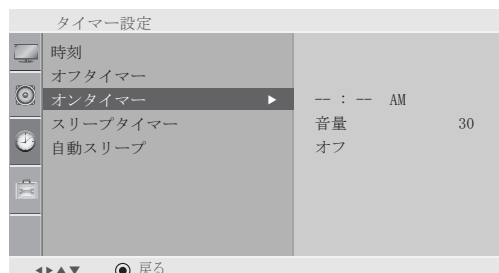 タイマー設定
時刻
オフタイマー
オンタイマー
スリープタイマー
自動スリープ
-- : -- AM
音量 30
オフ
戻る